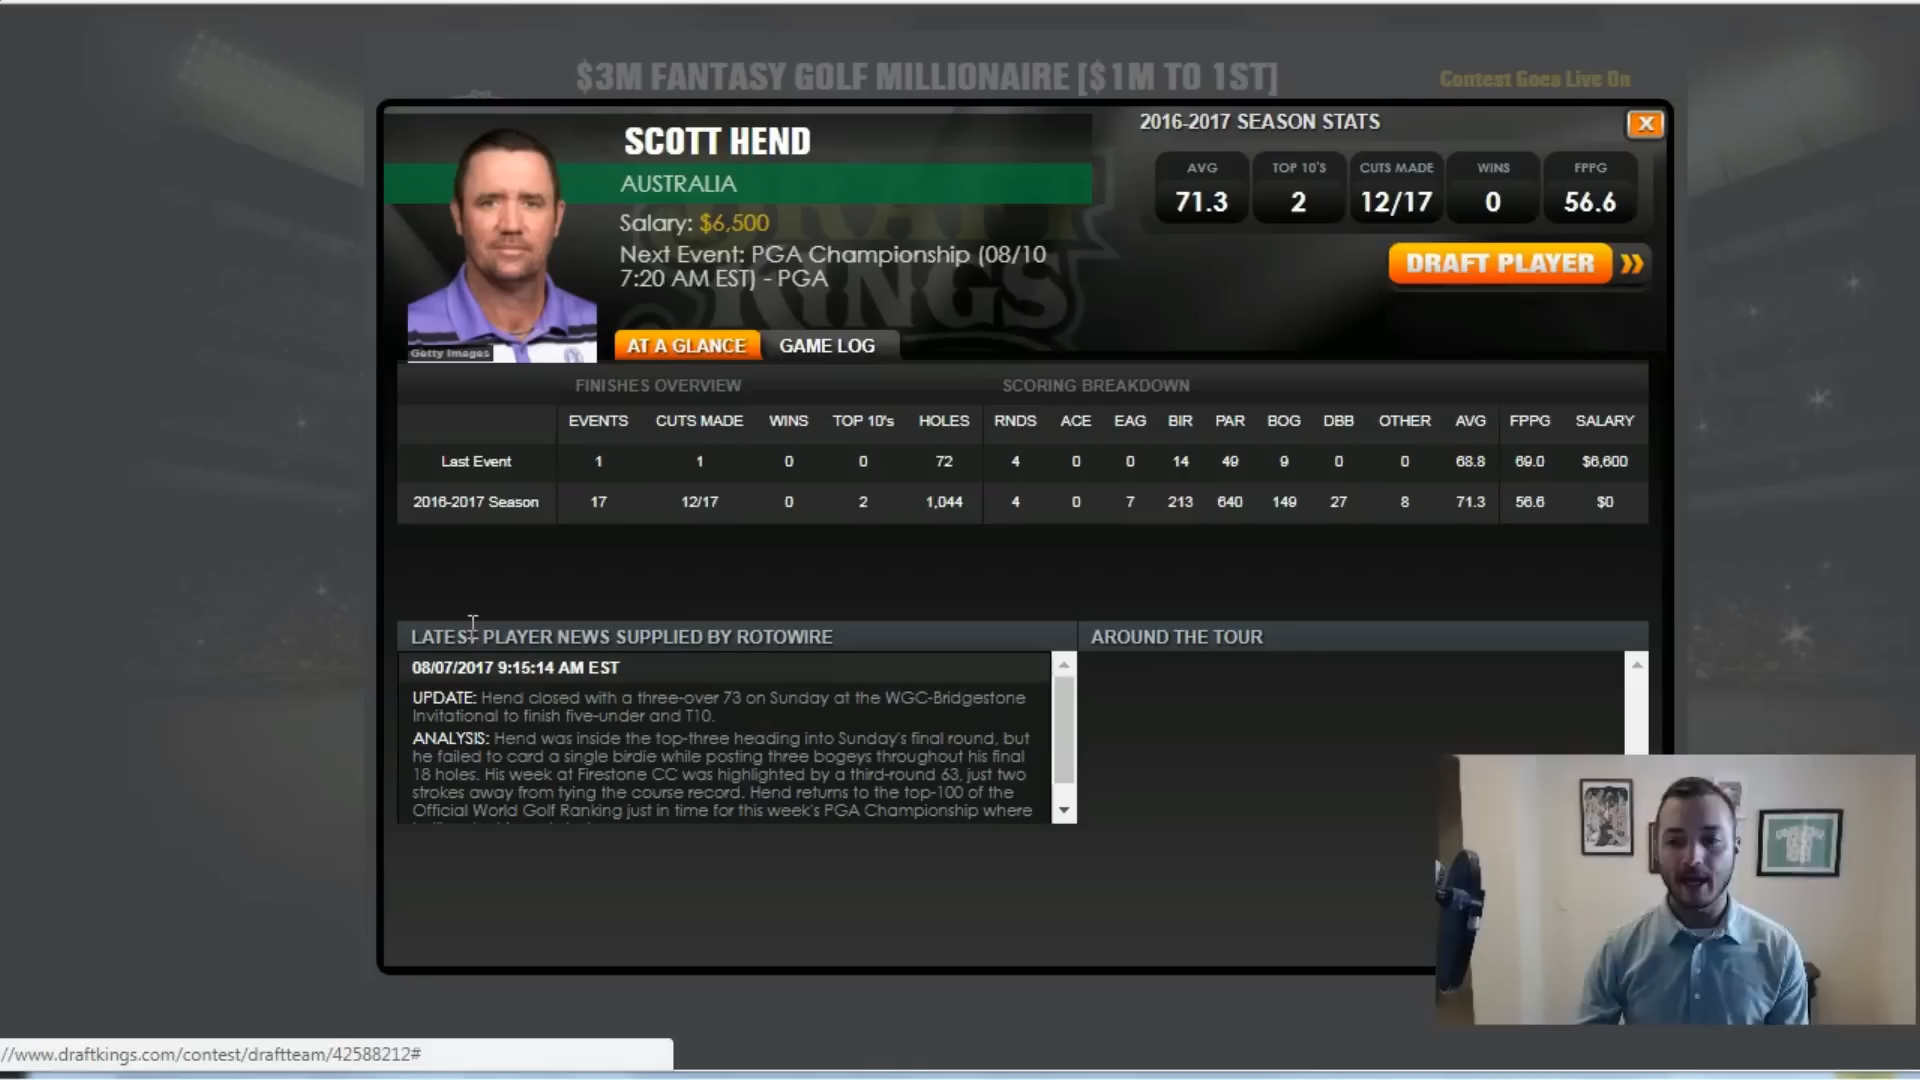 $3M FANTASY GOLF MILLIONAIRE [$1M TO 1ST]
Contest Goes Live On
SCOTT HEND
AUSTRALIA
Salary: $6,500
Next Event: PGA Championship (08/10
7:20 AM EST) - PGA
Getty Images
2016-2017 SEASON STATS
X
AVG TOP 10'S CUTS MADE WINS FPPG
71.3 2 12/17 0 56.6
DRAFT PLAYER
DRAFT
KINGS
AT A GLANCE GAME LOG
FINISHES OVERVIEW SCORING BREAKDOWN
EVENTS CUTS MADE WINS TOP 10's HOLES RNDS ACE EAG BIR PAR BOG DBB OTHER AVG FPPG SALARY
Last Event 1 1 0 0 72 4 0 0 14 49 9 0 0 68.8 69.0 $6,600
2016-2017 Season 17 12/17 0 2 1,044 4 0 7 213 640 149 27 8 71.3 56.6 $0
LATEST PLAYER NEWS SUPPLIED BY ROTOWIRE AROUND THE TOUR
08/07/2017 9:15:14 AM EST
UPDATE: Hend closed with a three-over 73 on Sunday at the WGC-Bridgestone
Invitational to finish five-under and T10.
ANALYSIS: Hend was inside the top-three heading into Sunday's final round, but
he failed to card a single birdie while posting three bogeys throughout his final
18 holes. His week at Firestone CC was highlighted by a third-round 63, just two
strokes away from tying the course record. Hend returns to the top-100 of the
Official World Golf Ranking just in time for this week's PGA Championship where
//www.draftkings.com/contest/draftteam/42588212#